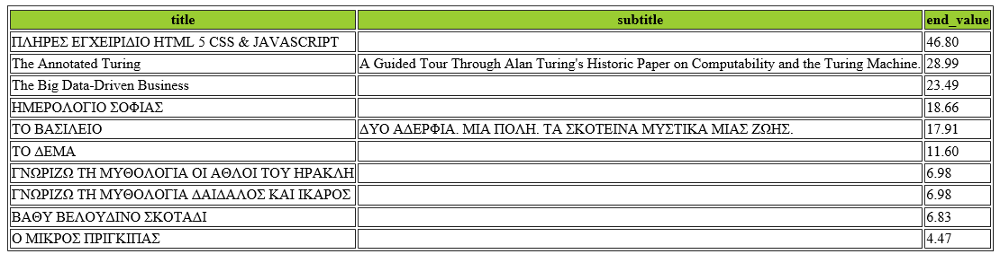 title subtitle end_value
ΠΛΗΡΕΣ ΕΓΧΕΙΡΙΔΙΟ HTML 5 CSS & JAVASCRIPT 46.80
The Annotated Turing A Guided Tour Through Alan Turing's Historic Paper on Computability and the Turing Machine. 28.99
The Big Data-Driven Business 23.49
ΗΜΕΡΟΛΟΓΙΟ ΣΟΦΙΑΣ 18.66
ΤΟ ΒΑΣΙΛΕΙΟ ΔΥΟ ΑΔΕΡΦΙΑ. ΜΙΑ ΠΟΛΗ. ΤΑ ΣΚΟΤΕΙΝΑ ΜΥΣΤΙΚΑ ΜΙΑΣ ΖΩΗΣ. 17.91
ΤΟ ΔΕΜΑ 11.60
ΓΝΩΡΙΖΩ ΤΗ ΜΥΘΟΛΟΓΙΑ ΟΙ ΑΘΛΟΙ ΤΟΥ ΗΡΑΚΛΗ 6.98
ΓΝΩΡΙΖΩ ΤΗ ΜΥΘΟΛΟΓΙΑ ΔΑΙΔΑΛΟΣ ΚΑΙ ΙΚΑΡΟΣ 6.98
ΒΑΘΥ ΒΕΛΟΥΔΙΝΟ ΣΚΟΤΑΔΙ 6.83
Ο ΜΙΚΡΟΣ ΠΡΙΓΚΙΠΑΣ 4.47